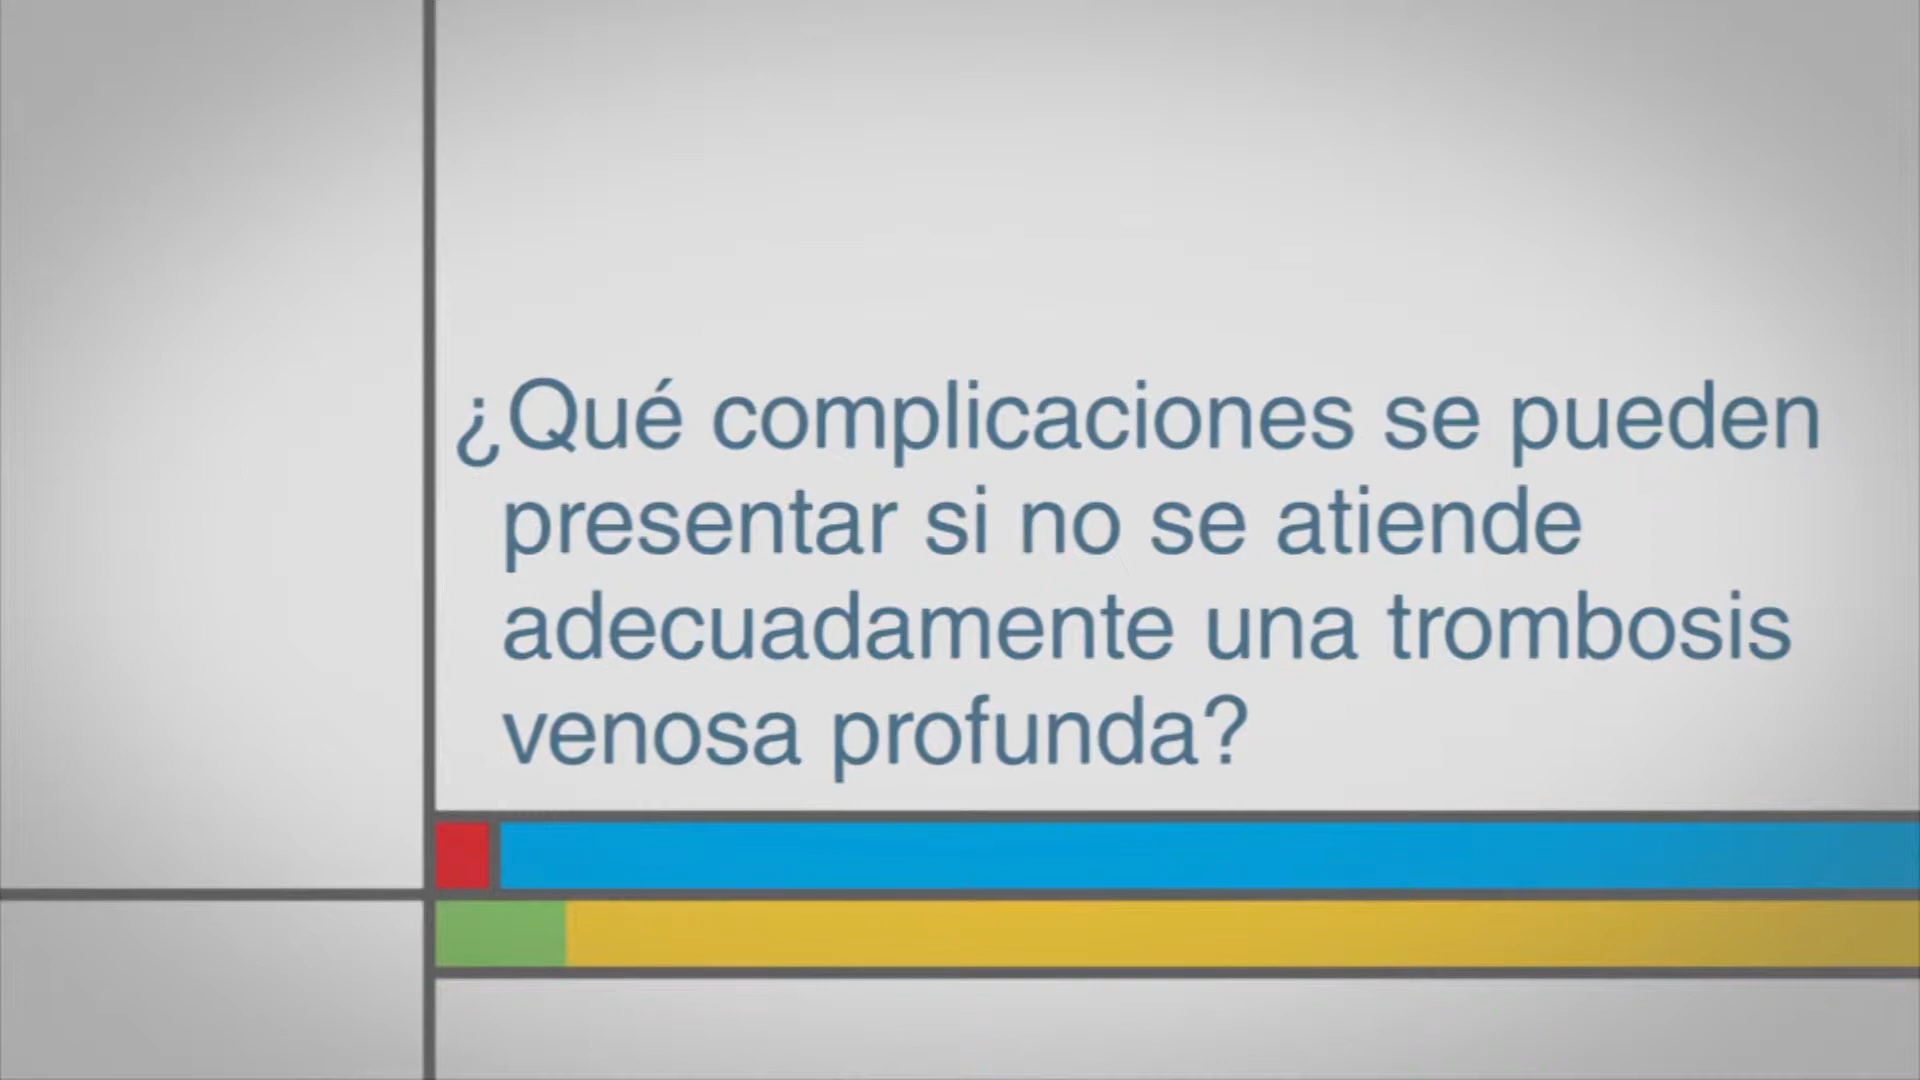 ¿Qué complicaciones se pueden
presentar si no se atiende
adecuadamente una trombosis
venosa profunda?